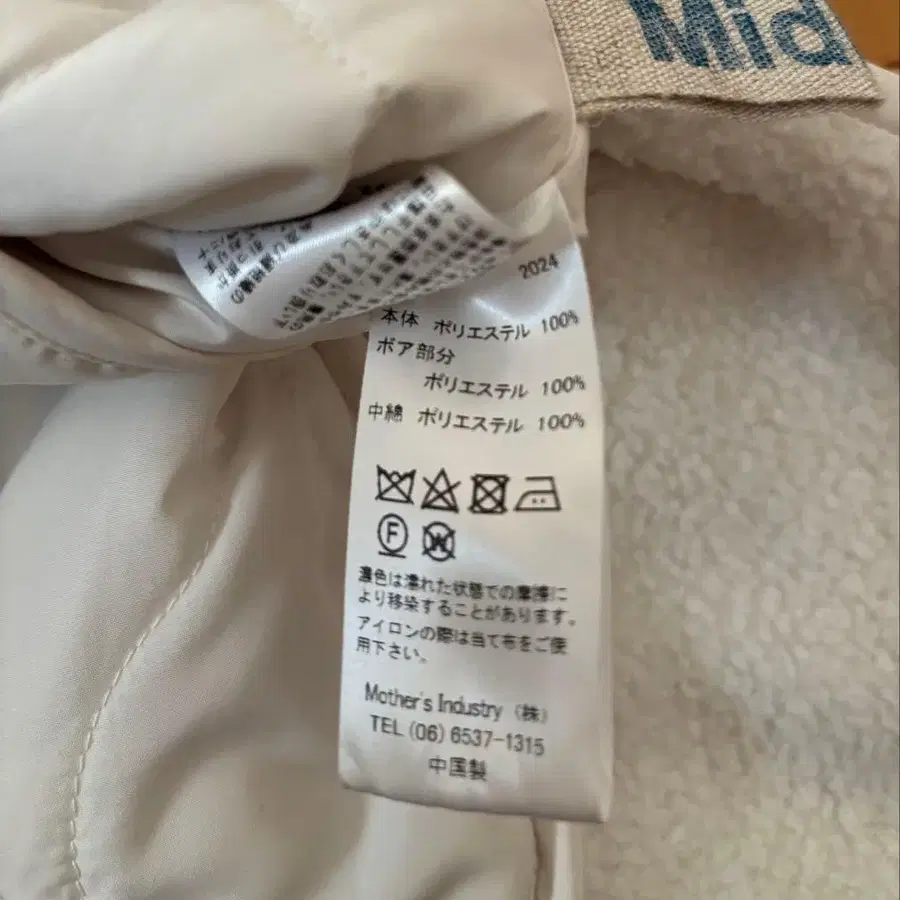 Mid
2024
本体 ポリエステル 100%
ボア部分
ポリエステル 100%
中綿 ポリエステル 100%
F
W
濃色は濡れた状態での摩擦に
より移染することがあります。
アイロンの際は当て布をご使
用下さい。
Mother's Industry (株)
TEL (06) 6537-1315
中国製